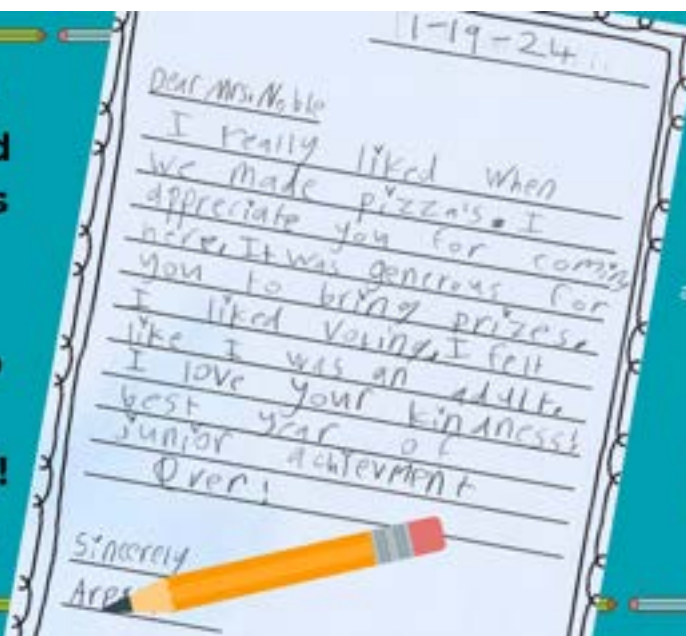 1-19-24
Dear Mrs. Noble
I really liked when
we made pizza's. I
appreciate you for coming
here. It was generous for
you to bring prizes.
I liked voting. I felt
like I was an adult.
I love your kindness!
best year of
junior achievment
Over!
Sincerely